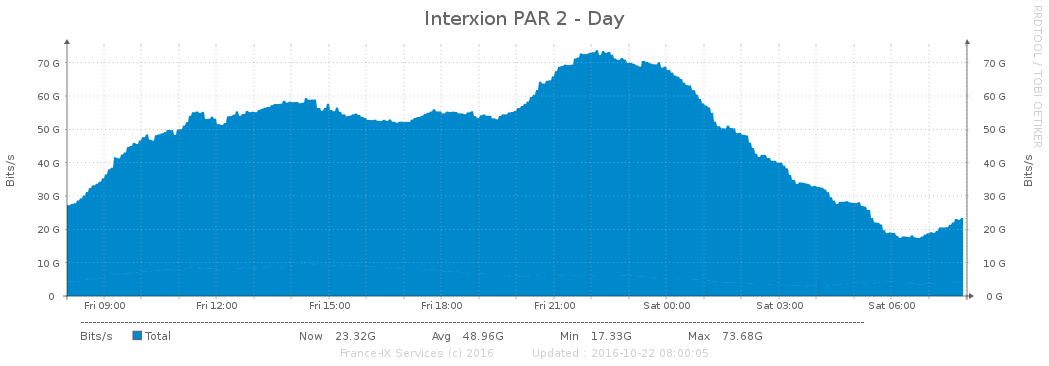 Interxion PAR 2 - Day
RRDTOOL / TOBI OETIKER
Bits/s
70 G 70 G
60 G 60 G
50 G 50 G
40 G 40 G
30 G 30 G
20 G 20 G
10 G 10 G
0 0 G
Bits/s
Fri 09:00 Fri 12:00 Fri 15:00 Fri 18:00 Fri 21:00 Sat 00:00 Sat 03:00 Sat 06:00
Bits/s Total Now 23.32G Avg 48.96G Min 17.33G Max 73.68G
France-IX Services (c) 2016 Updated : 2016-10-22 08:00:05